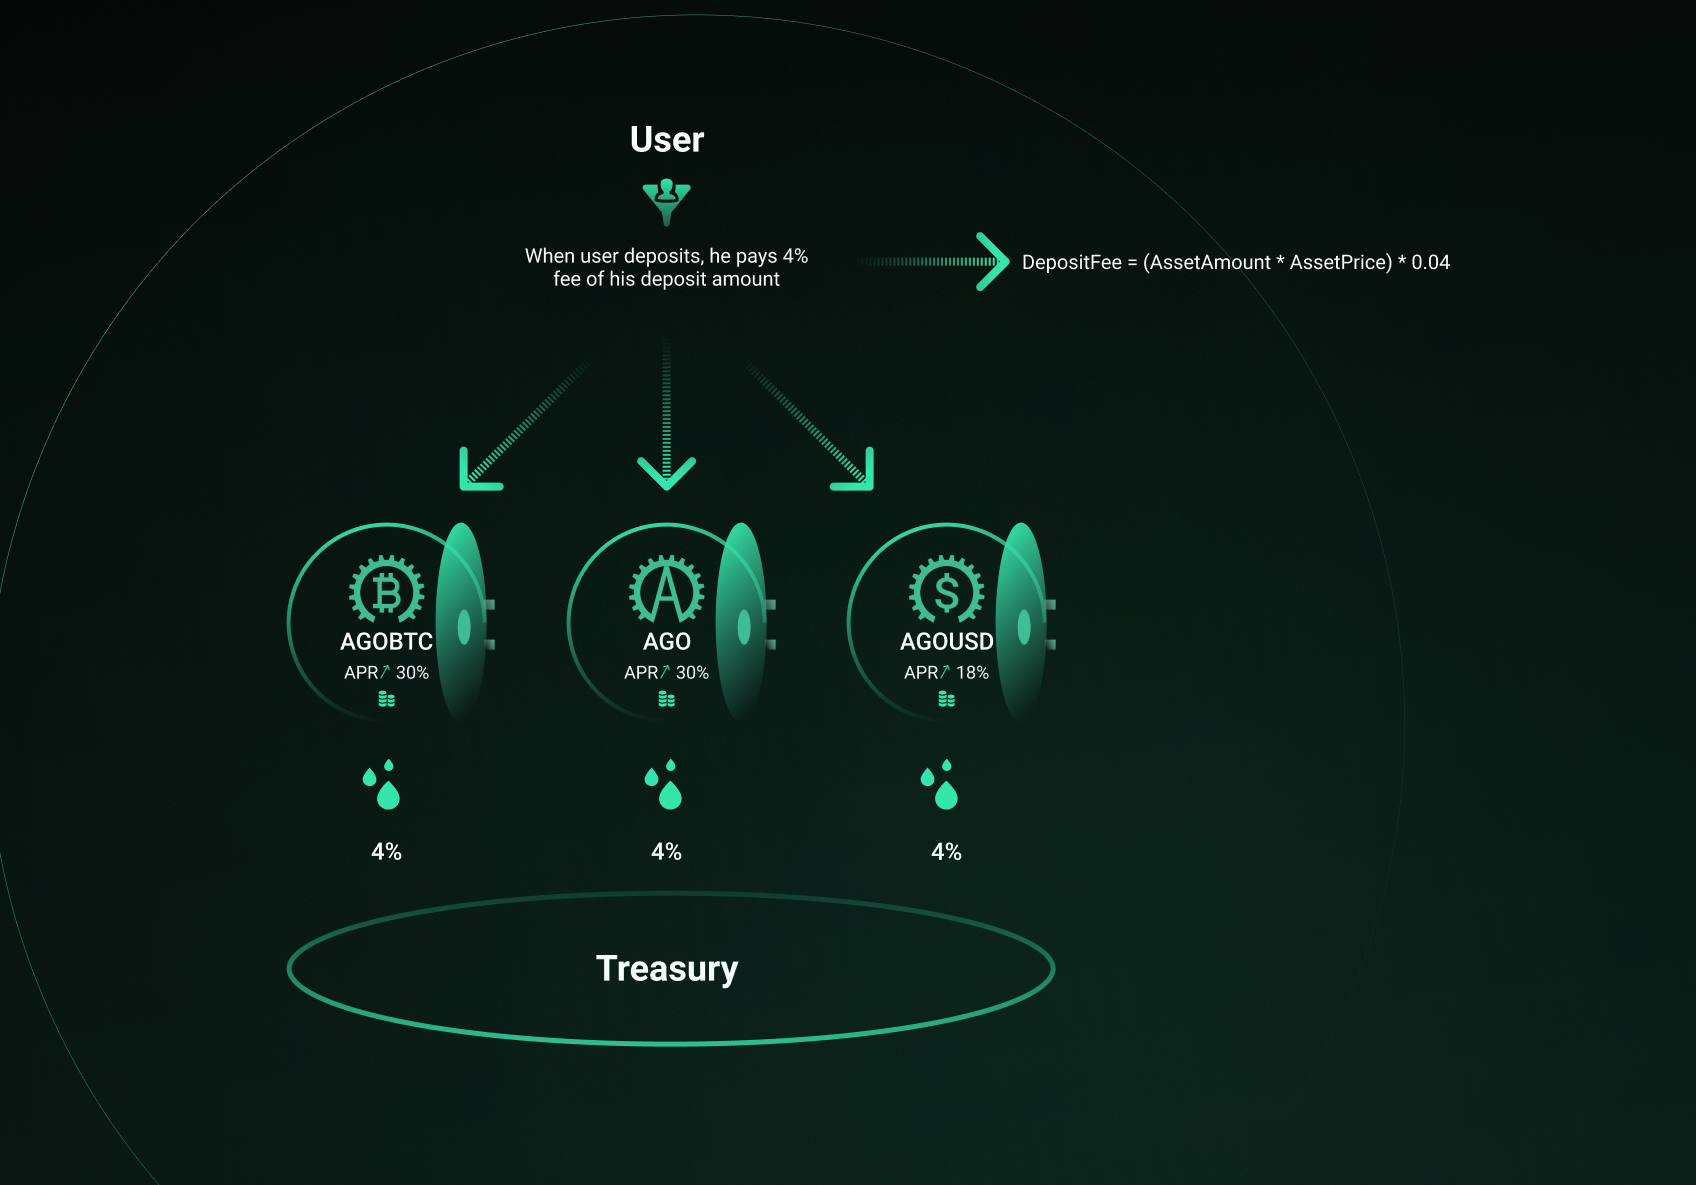 User
When user deposits, he pays 4%
fee of his deposit amount
DepositFee = (AssetAmount * AssetPrice) * 0.04
AGOBTC
APR↗ 30%
AGO
APR↗ 30%
AGOUSD
APR↗ 18%
4%
4%
4%
Treasury